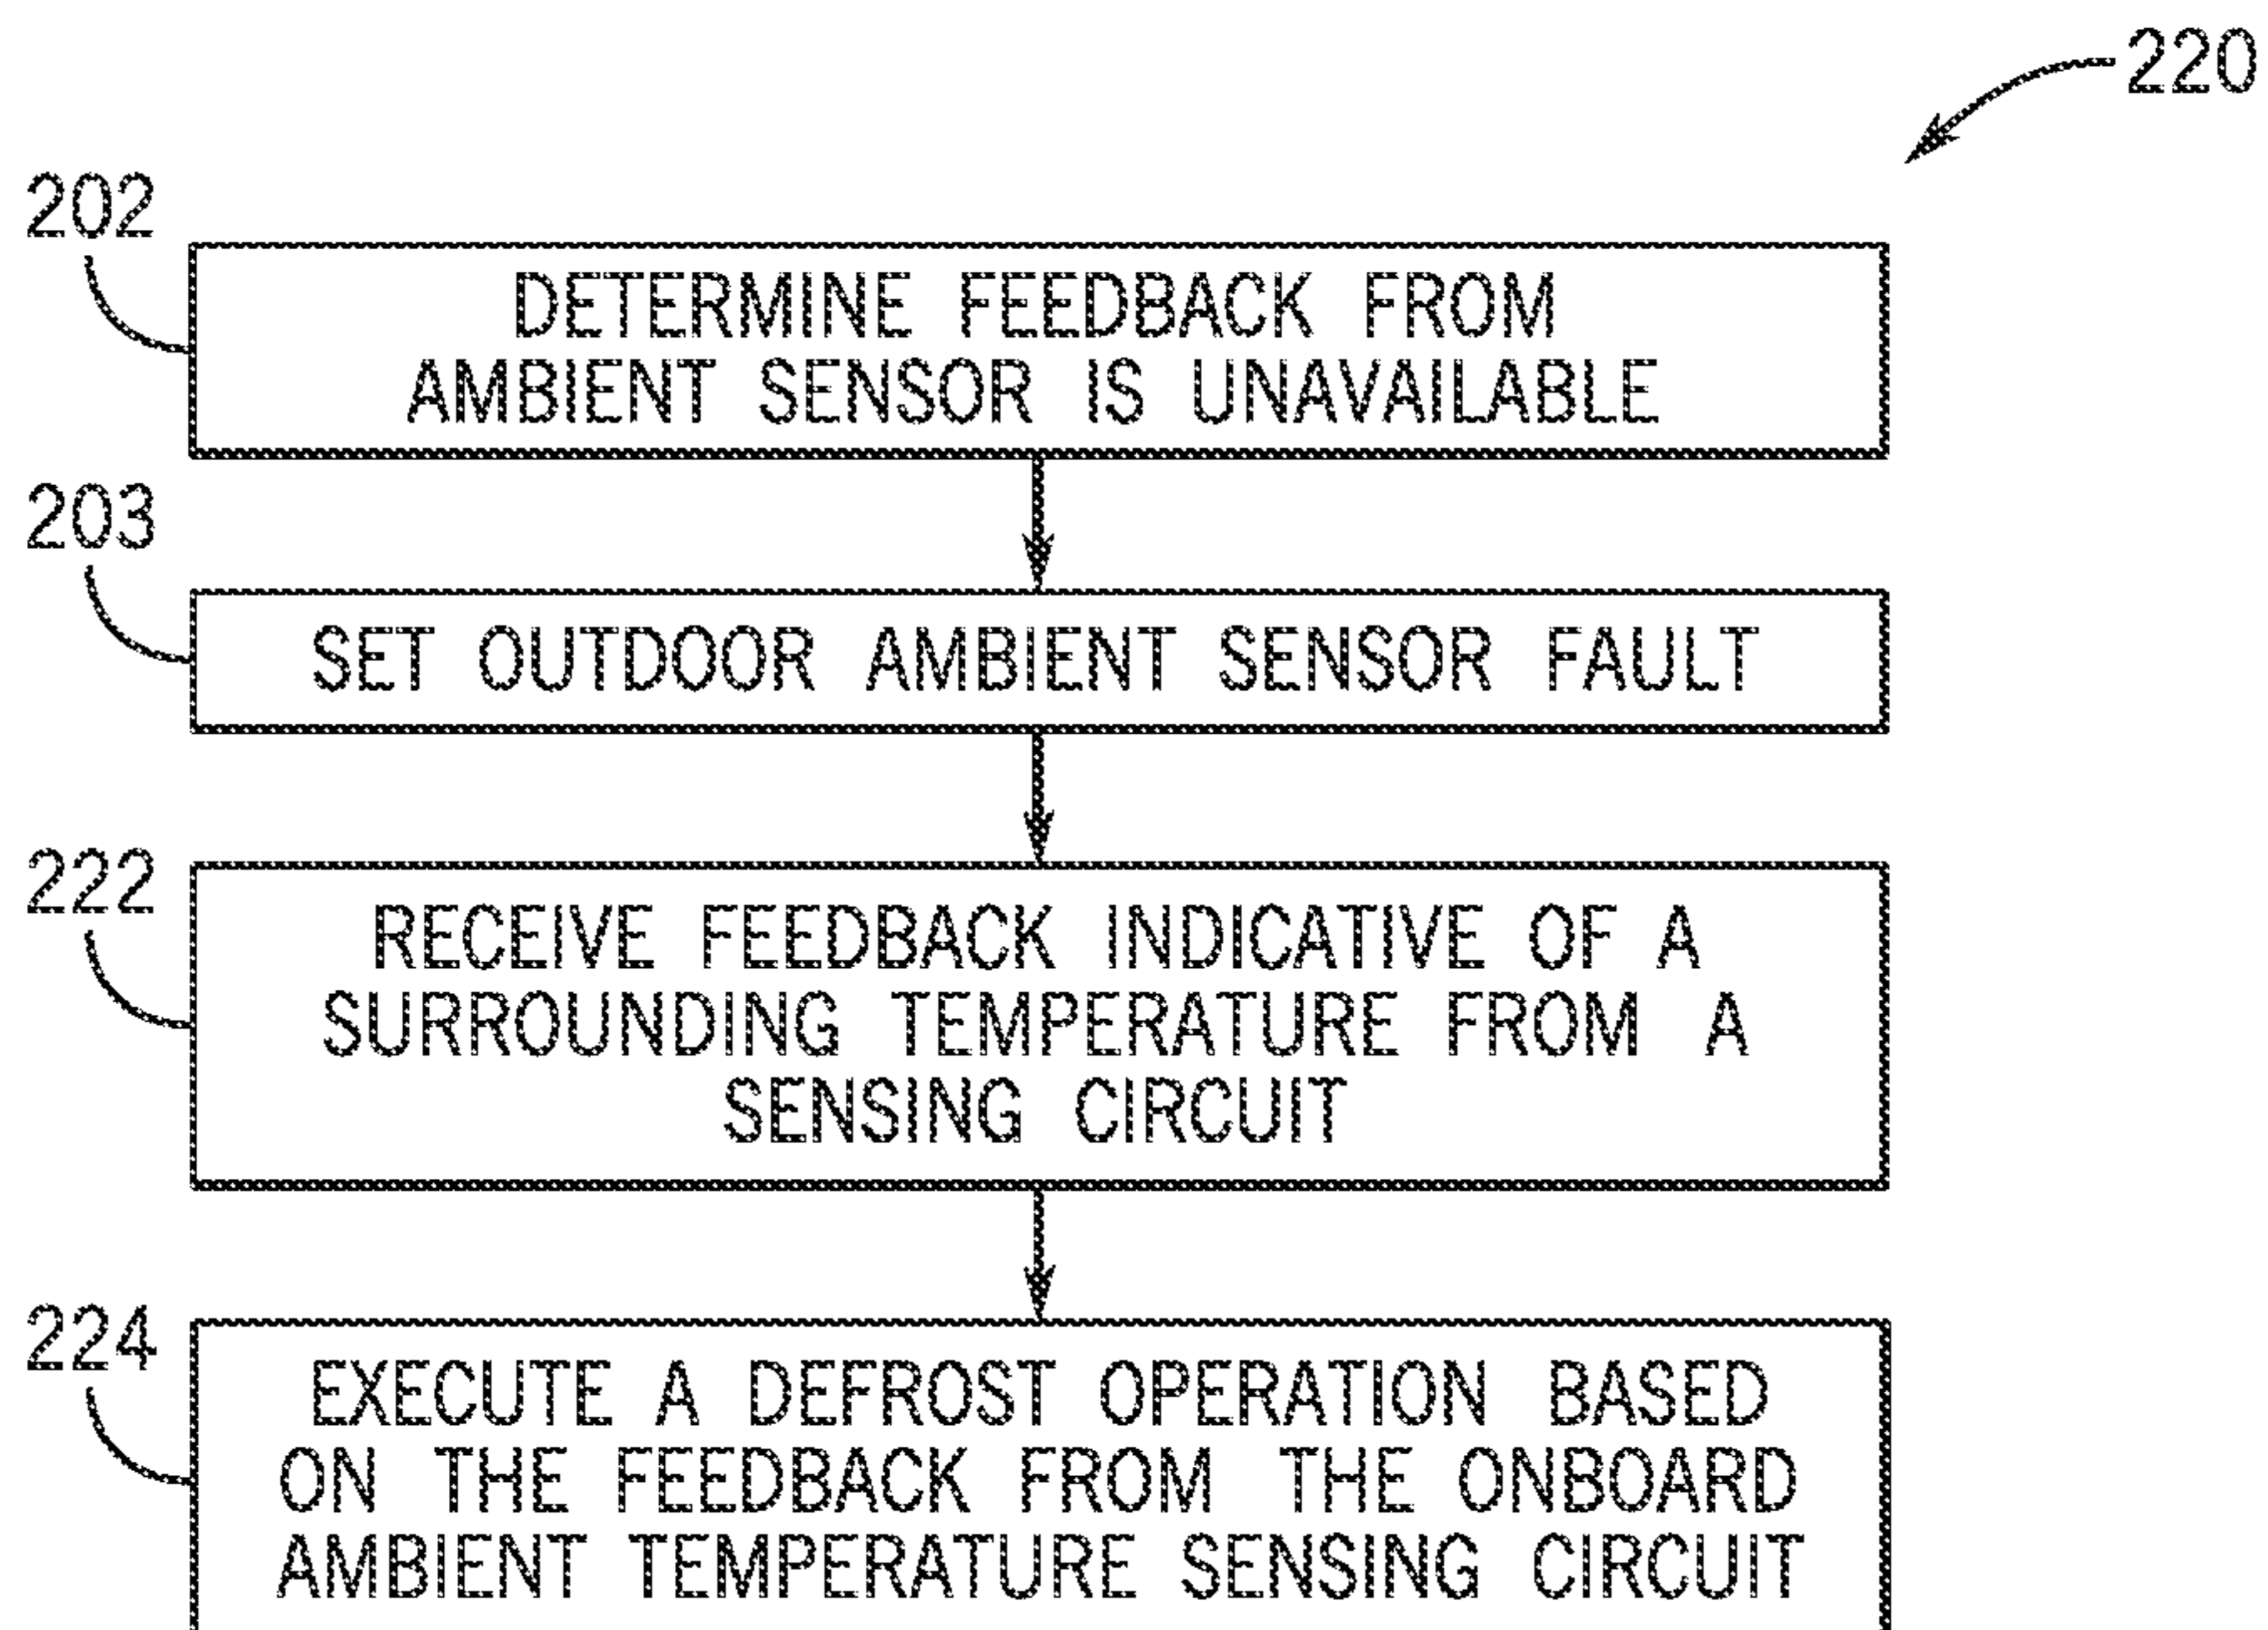 220
202
DETERMINE FEEDBACK FROM
AMBIENT SENSOR IS UNAVAILABLE
203
SET OUTDOOR AMBIENT SENSOR FAULT
222
RECEIVE FEEDBACK INDICATIVE OF A
SURROUNDING TEMPERATURE FROM A
SENSING CIRCUIT
224
EXECUTE A DEFROST OPERATION BASED
ON THE FEEDBACK FROM THE ONBOARD
AMBIENT TEMPERATURE SENSING CIRCUIT